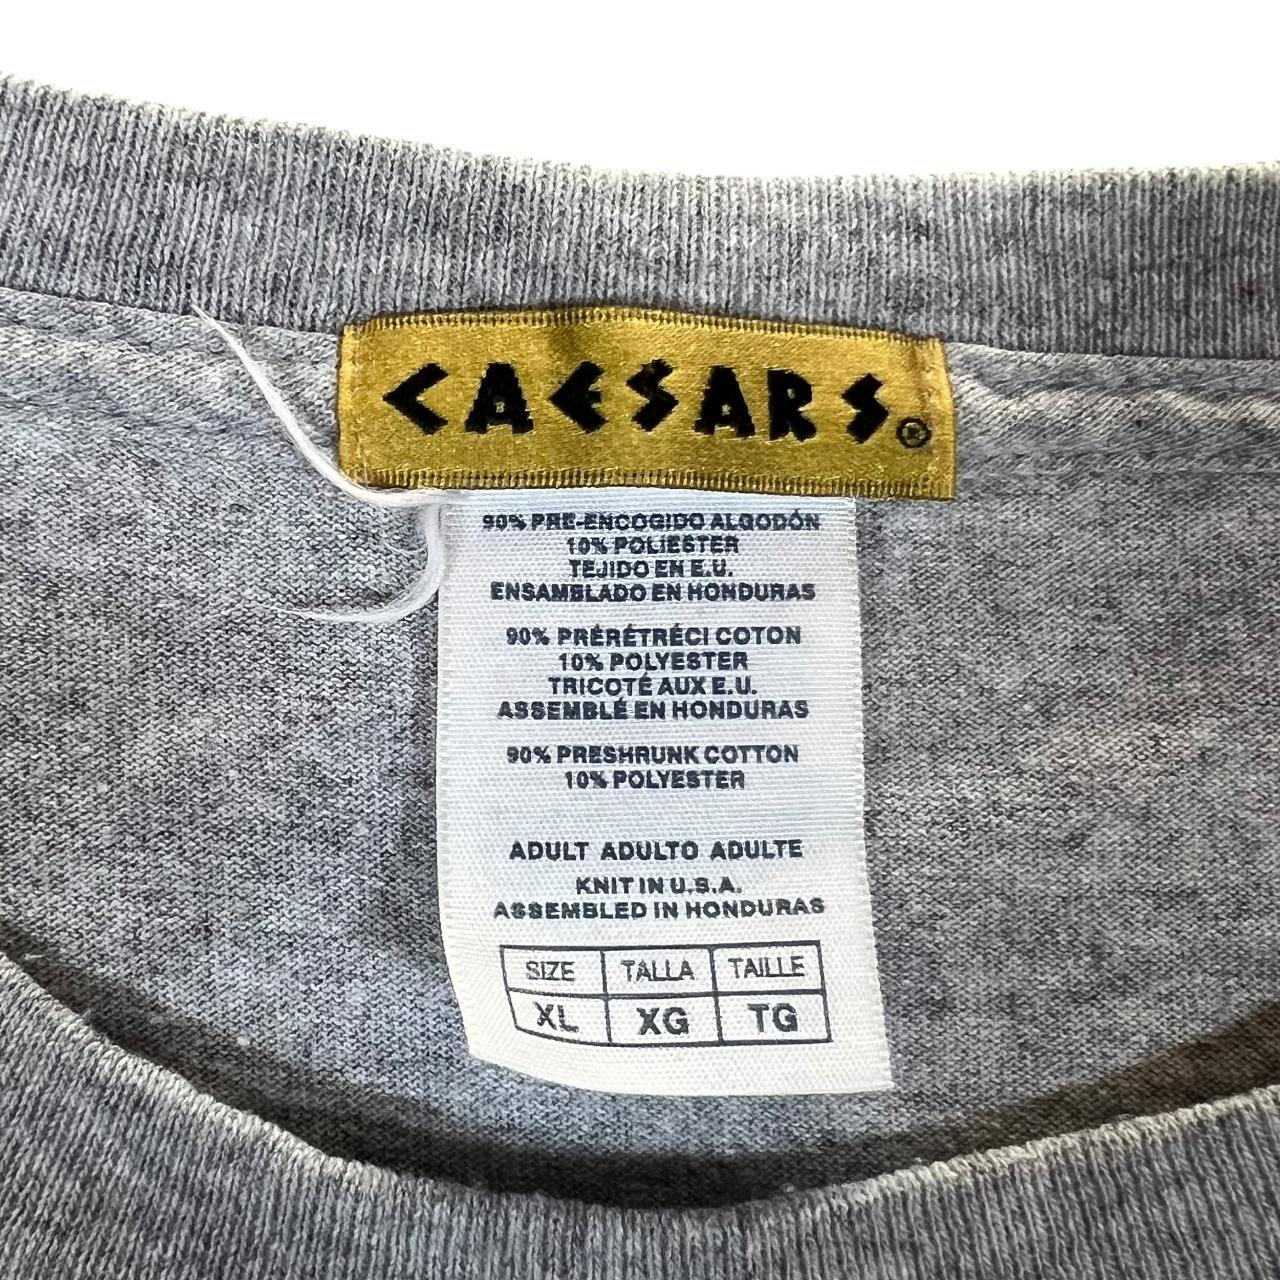 CAESARS®
90% PRE-ENCOGIDO ALGODÓN
10% POLIESTER
TEJIDO EN E.U.
ENSAMBLADO EN HONDURAS
90% PRÉRÉTRÉCI COTON
10% POLYESTER
TRICOTÉ AUX E.U.
ASSEMBLÉ EN HONDURAS
90% PRESHRUNK COTTON
10% POLYESTER
ADULT ADULTO ADULTE
KNIT IN U.S.A.
ASSEMBLED IN HONDURAS
SIZE TALLA TAILLE
XL XG TG